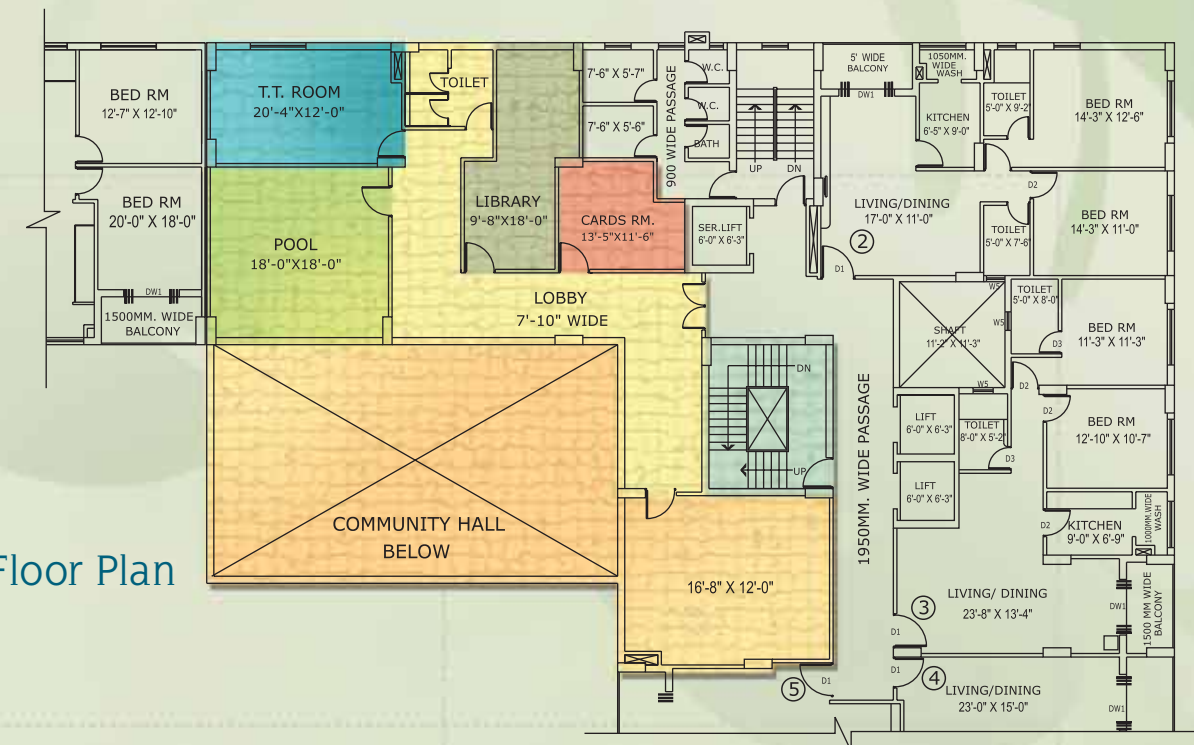 BED RM
12'-7" X 12'-10"
BED RM
20'-0" X 18'-0"
DW1
1500MM. WIDE
BALCONY
T.T. ROOM
20'-4"X12'-0"
POOL
18'-0"X18'-0"
TOILET
LIBRARY
9'-8"X18'-0"
CARDS RM.
13'-5"X11'-6"
LOBBY
7'-10" WIDE
COMMUNITY HALL
BELOW
Floor Plan
16'-8" X 12'-0"
7'-6" X 5'-7"
7'-6" X 5'-6"
900 WIDE PASSAGE
W.C.
W.C.
BATH
UP
DN
SER.LIFT
6'-0" X 6'-3"
DN
UP
5' WIDE
BALCONY
DW1
1050MM.
WIDE
WASH
KITCHEN
6'-5" X 9'-0"
TOILET
5'-0" X 9'-2"
BED RM
14'-3" X 12'-6"
LIVING/DINING
17'-0" X 11'-0"
2
D1
D2
TOILET
5'-0" X 7'-6"
BED RM
14'-3" X 11'-0"
W5
SHAFT
11'-2" X 11'-3"
W5
W5
TOILET
5'-0" X 8'-0"
D3
BED RM
11'-3" X 11'-3"
D2
1950MM. WIDE PASSAGE
LIFT
6'-0" X 6'-3"
LIFT
6'-0" X 6'-3"
TOILET
8'-0" X 5'-2"
D3
D2
BED RM
12'-10" X 10'-7"
D2
KITCHEN
9'-0" X 6'-9"
1000MM.WIDE
WASH
LIVING/ DINING
23'-8" X 13'-4"
DW1
1500 MM WIDE
BALCONY
3
D1
D1
4
LIVING/DINING
23'-0" X 15'-0"
DW1
5
D1